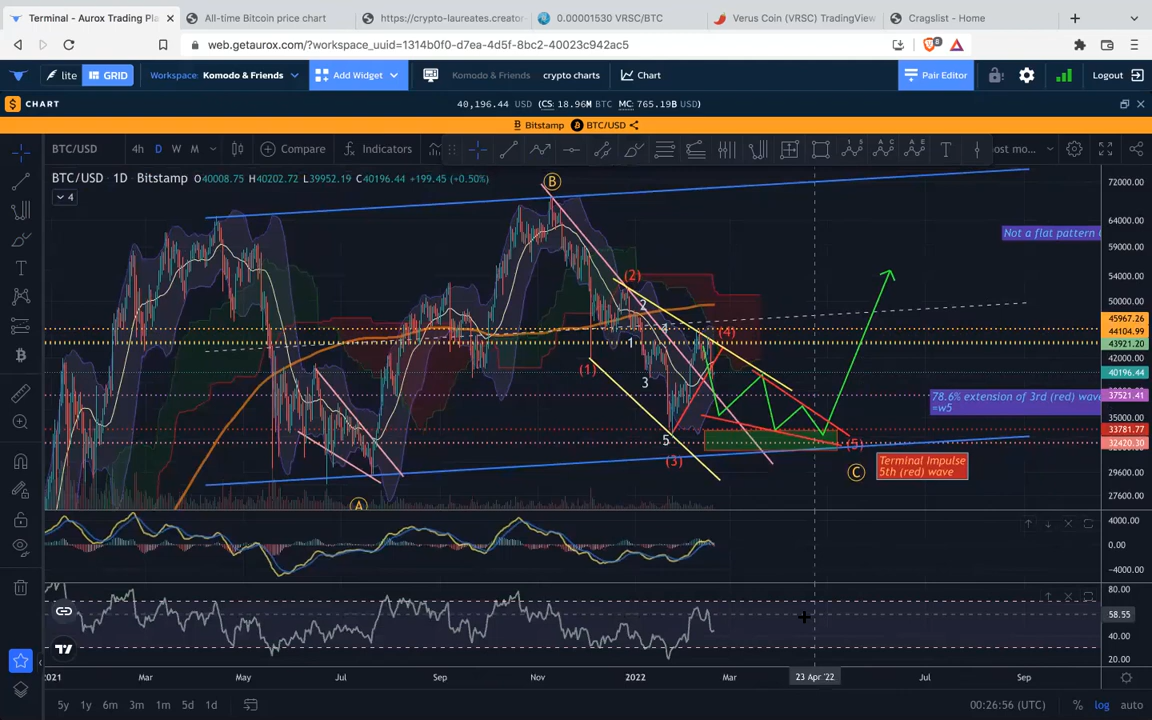 Terminal - Aurox Trading Pla
All-time Bitcoin price chart
https://crypto-laureates.creator
0.00001530 VRSC/BTC
Verus Coin (VRSC) TradingView
Cragslist - Home
web.getaurox.com/?workspace_uuid=1314b0f0-d7ea-4d5f-8bc2-40023c942ac5
lite
GRID
Workspace: Komodo & Friends
Add Widget
Komodo & Friends
crypto charts
Chart
Pair Editor
Logout
$ CHART
40,196.44 USD (CS: 18.96M BTC MC: 765.19B USD)
Bitstamp BTC/USD
BTC/USD
4h D W M
Compare
Indicators
ost mo...
BTC/USD · 1D · Bitstamp O40008.75 H40202.72 L39952.19 C40196.44 +199.45 (+0.50%)
4
B
Not a flat pattern
(2)
2
4
(4)
1
(1)
3
78.6% extension of 3rd (red) wave
=w5
5
(3)
(5)
C
Terminal Impulse
5th (red) wave
A
72000.00
64000.00
59000.00
54000.00
50000.00
45967.26
44104.99
43921.20
42000.00
40196.44
37521.41
35000.00
33781.77
32420.30
29600.00
27600.00
4000.00
0.00
−4000.00
80.00
58.55
40.00
20.00
2021
Mar
May
Jul
Sep
Nov
2022
Mar
23 Apr '22
Jul
Sep
5y 1y 6m 3m 1m 5d 1d
00:26:56 (UTC)
% log auto